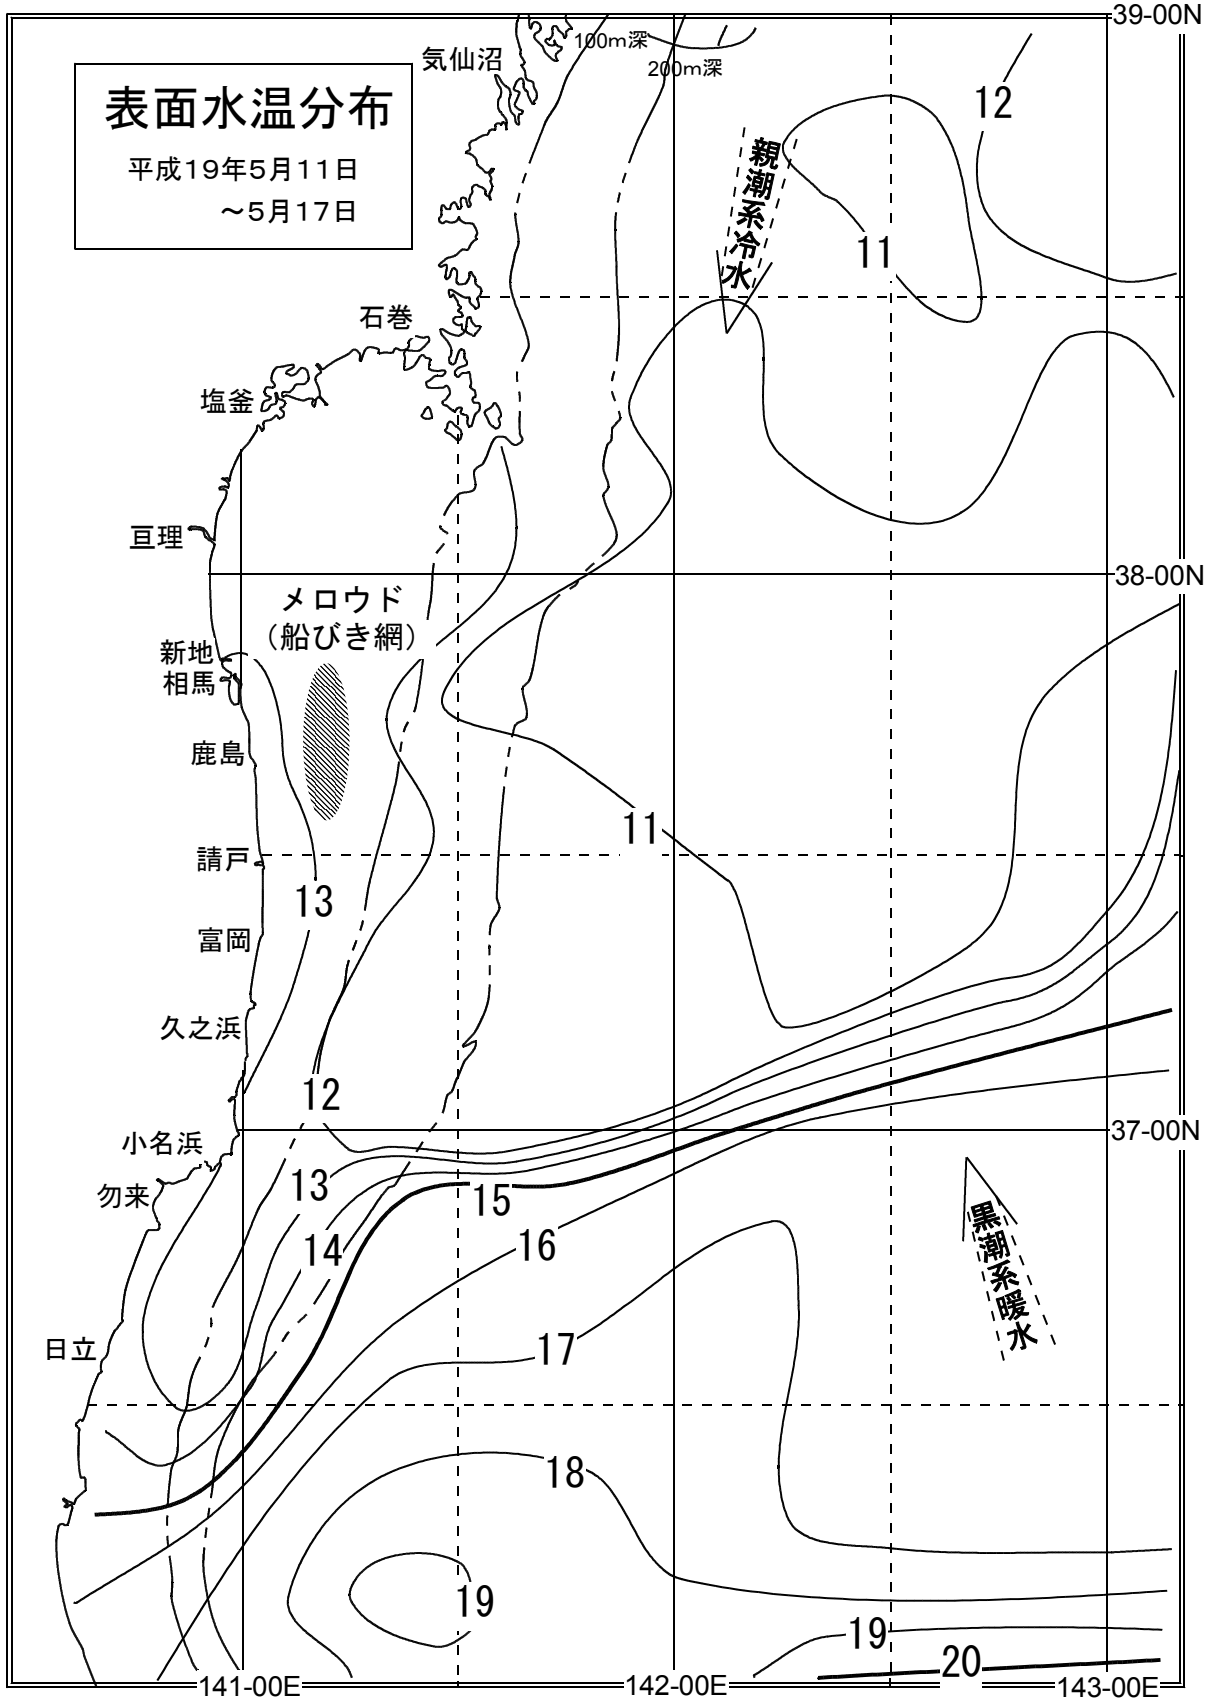 39-00N
100m深
200m深
気仙沼
表面水温分布
平成19年5月11日
～5月17日
12
親潮系冷水
11
石巻
塩釜
亘理
38-00N
メロウド
（船びき網）
新地
相馬
鹿島
11
請戸
13
富岡
久之浜
12
37-00N
小名浜
13
勿来
15
14
16
黒潮系暖水
日立
17
18
19
19
20
141-00E
142-00E
143-00E